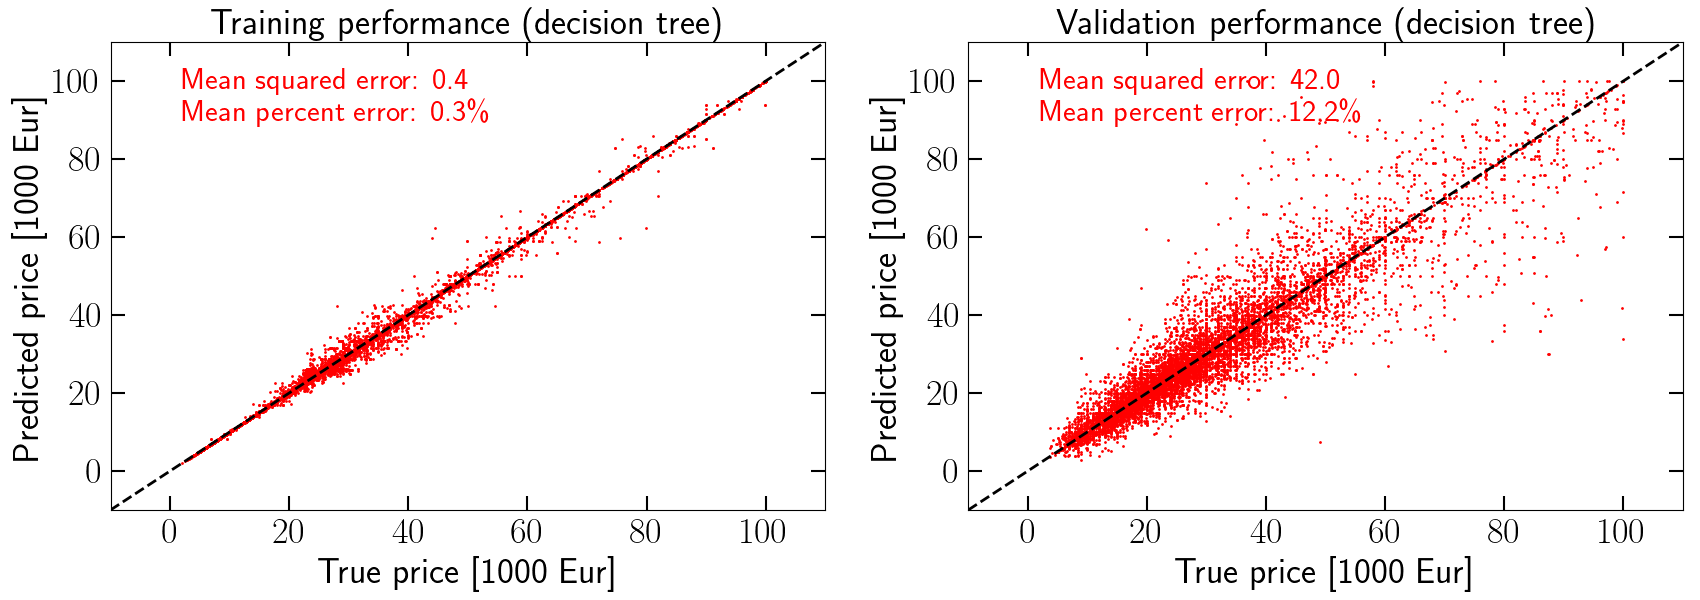 Training performance (decision tree)
Mean squared error: 0.4
Mean percent error: 0.3%
100
80
60
40
20
0
Predicted price [1000 Eur]
0 20 40 60 80 100
True price [1000 Eur]
Validation performance (decision tree)
Mean squared error: 42.0
Mean percent error: 12.2%
100
80
60
40
20
0
Predicted price [1000 Eur]
0 20 40 60 80 100
True price [1000 Eur]